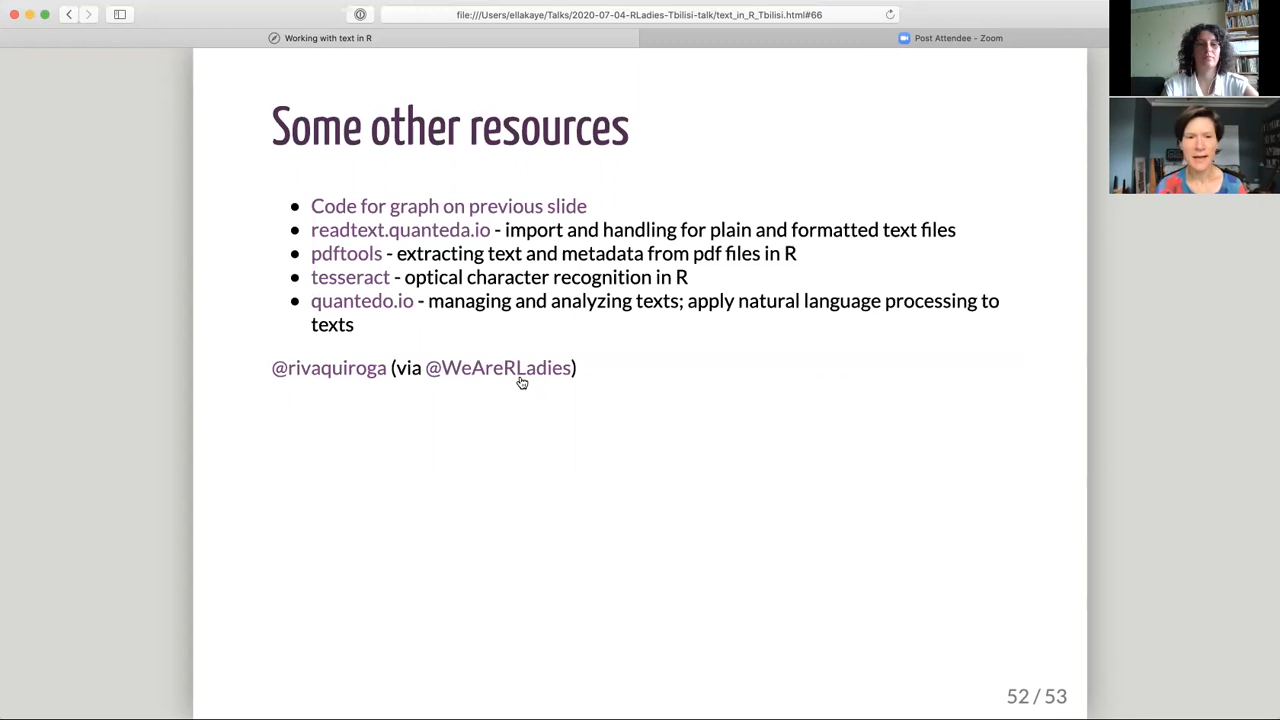 file:///Users/ellakaye/Talks/2020-07-04-RLadies-Tbilisi-talk/text_in_R_Tbilisi.html#66
Working with text in R
Post Attendee - Zoom
Some other resources
Code for graph on previous slide
readtext.quanteda.io - import and handling for plain and formatted text files
pdftools - extracting text and metadata from pdf files in R
tesseract - optical character recognition in R
quantedo.io - managing and analyzing texts; apply natural language processing to
texts
@rivaquiroga (via @WeAreRLadies)
52 / 53